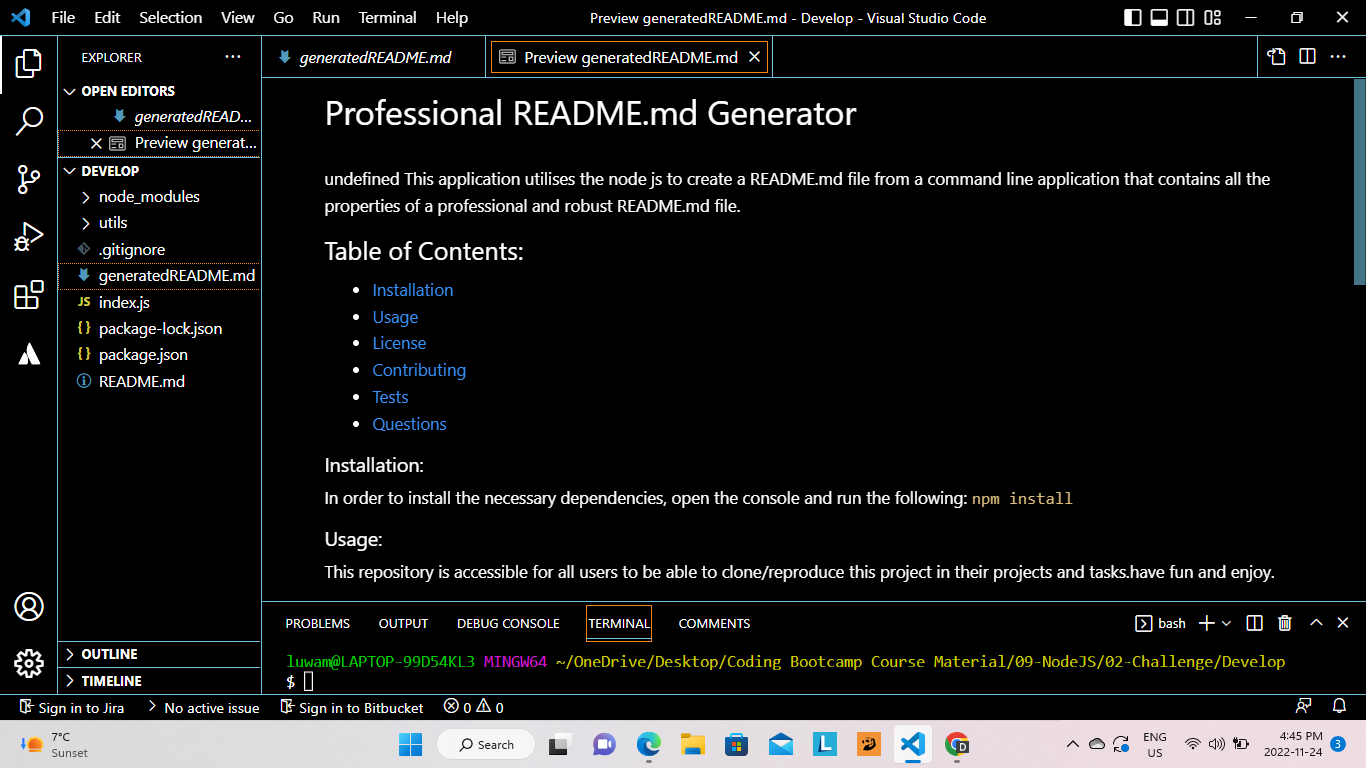 File Edit Selection View Go Run Terminal Help
Preview generatedREADME.md - Develop - Visual Studio Code
EXPLORER
OPEN EDITORS
generatedREAD...
Preview generat...
DEVELOP
node_modules
utils
.gitignore
generatedREADME.md
JS index.js
{} package-lock.json
{} package.json
README.md
OUTLINE
TIMELINE
generatedREADME.md
Preview generatedREADME.md
Professional README.md Generator
undefined This application utilises the node js to create a README.md file from a command line application that contains all the
properties of a professional and robust README.md file.
Table of Contents:
• Installation
• Usage
• License
• Contributing
• Tests
• Questions
Installation:
In order to install the necessary dependencies, open the console and run the following: npm install
Usage:
This repository is accessible for all users to be able to clone/reproduce this project in their projects and tasks.have fun and enjoy.
PROBLEMS OUTPUT DEBUG CONSOLE TERMINAL COMMENTS
bash
luwam@LAPTOP-99D54KL3 MINGW64 ~/OneDrive/Desktop/Coding Bootcamp Course Material/09-NodeJS/02-Challenge/Develop
$
Sign in to Jira No active issue Sign in to Bitbucket 0 0
7°C
Sunset
Search
L
D
ENG
US
4:45 PM
2022-11-24
3